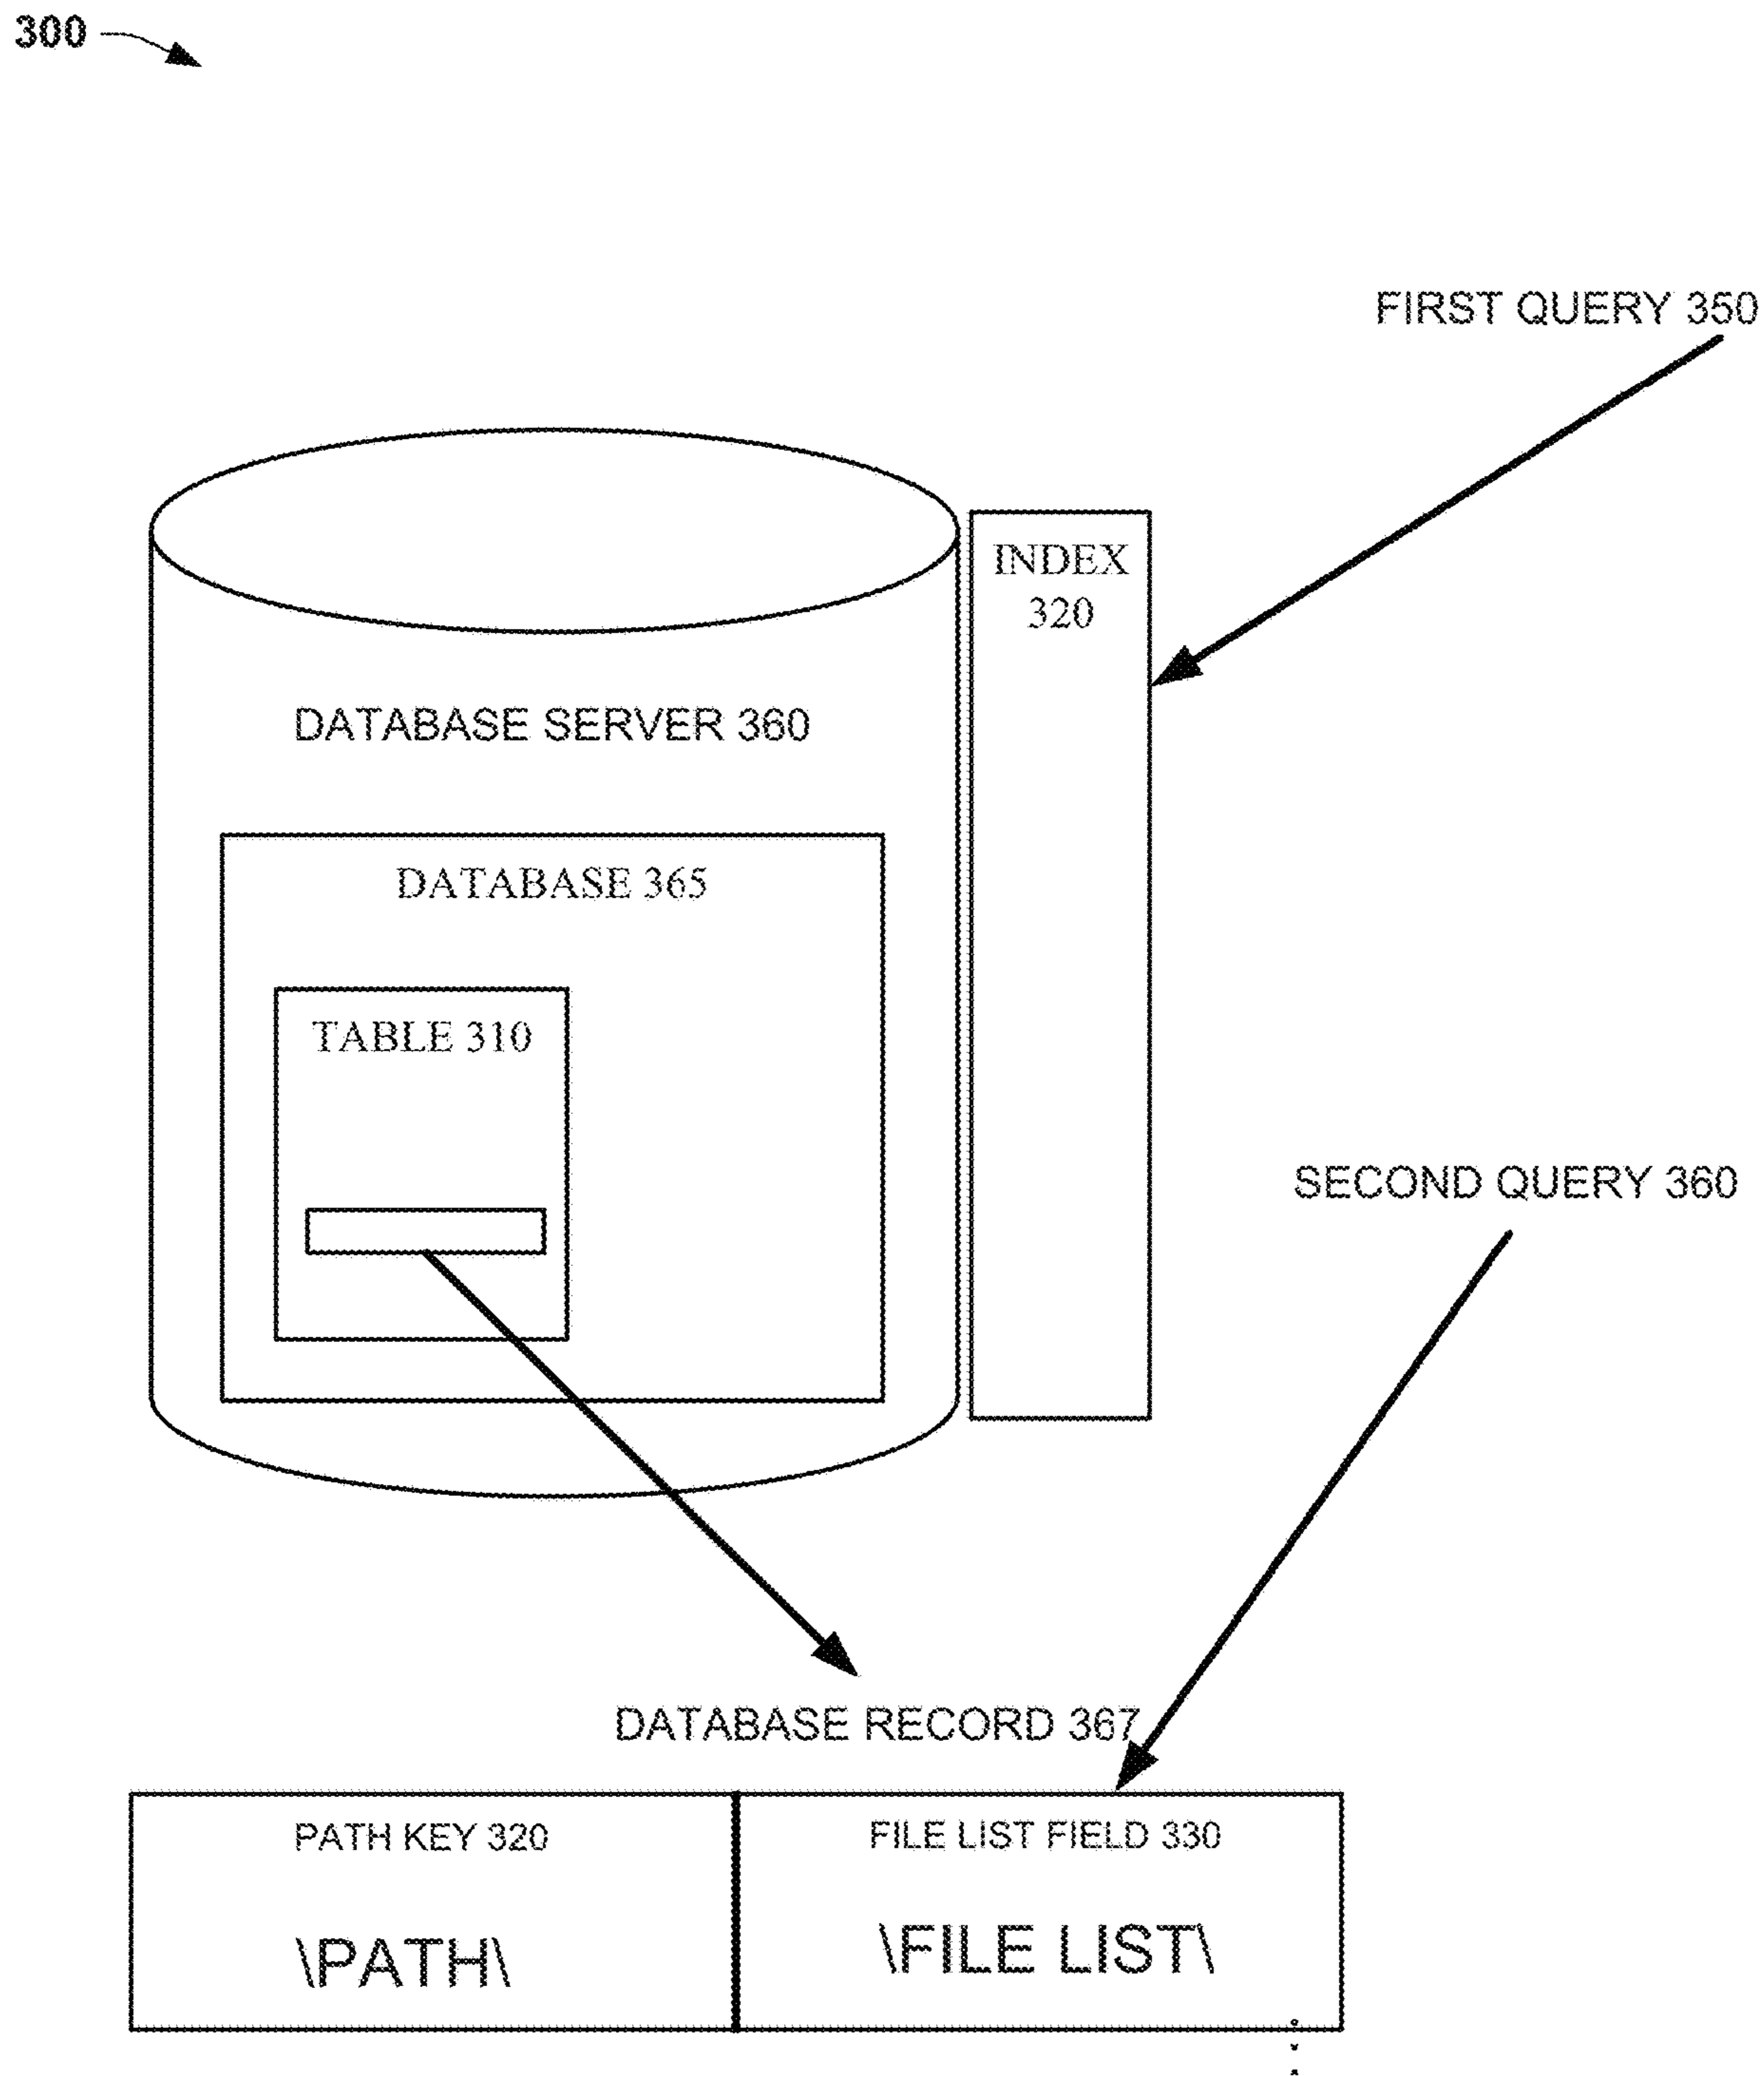 300
FIRST QUERY 350
INDEX
320
DATABASE SERVER 360
DATABASE 365
TABLE 310
SECOND QUERY 360
DATABASE RECORD 367
PATH KEY 320
FILE LIST FIELD 330
\PATH\
\FILE LIST\